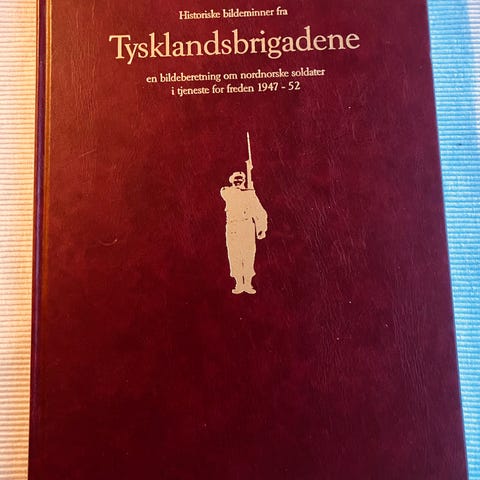 Historiske bildeminner fra
Tysklandsbrigadene
en bildeberetning om nordnorske soldater
i tjeneste for freden 1947 - 52